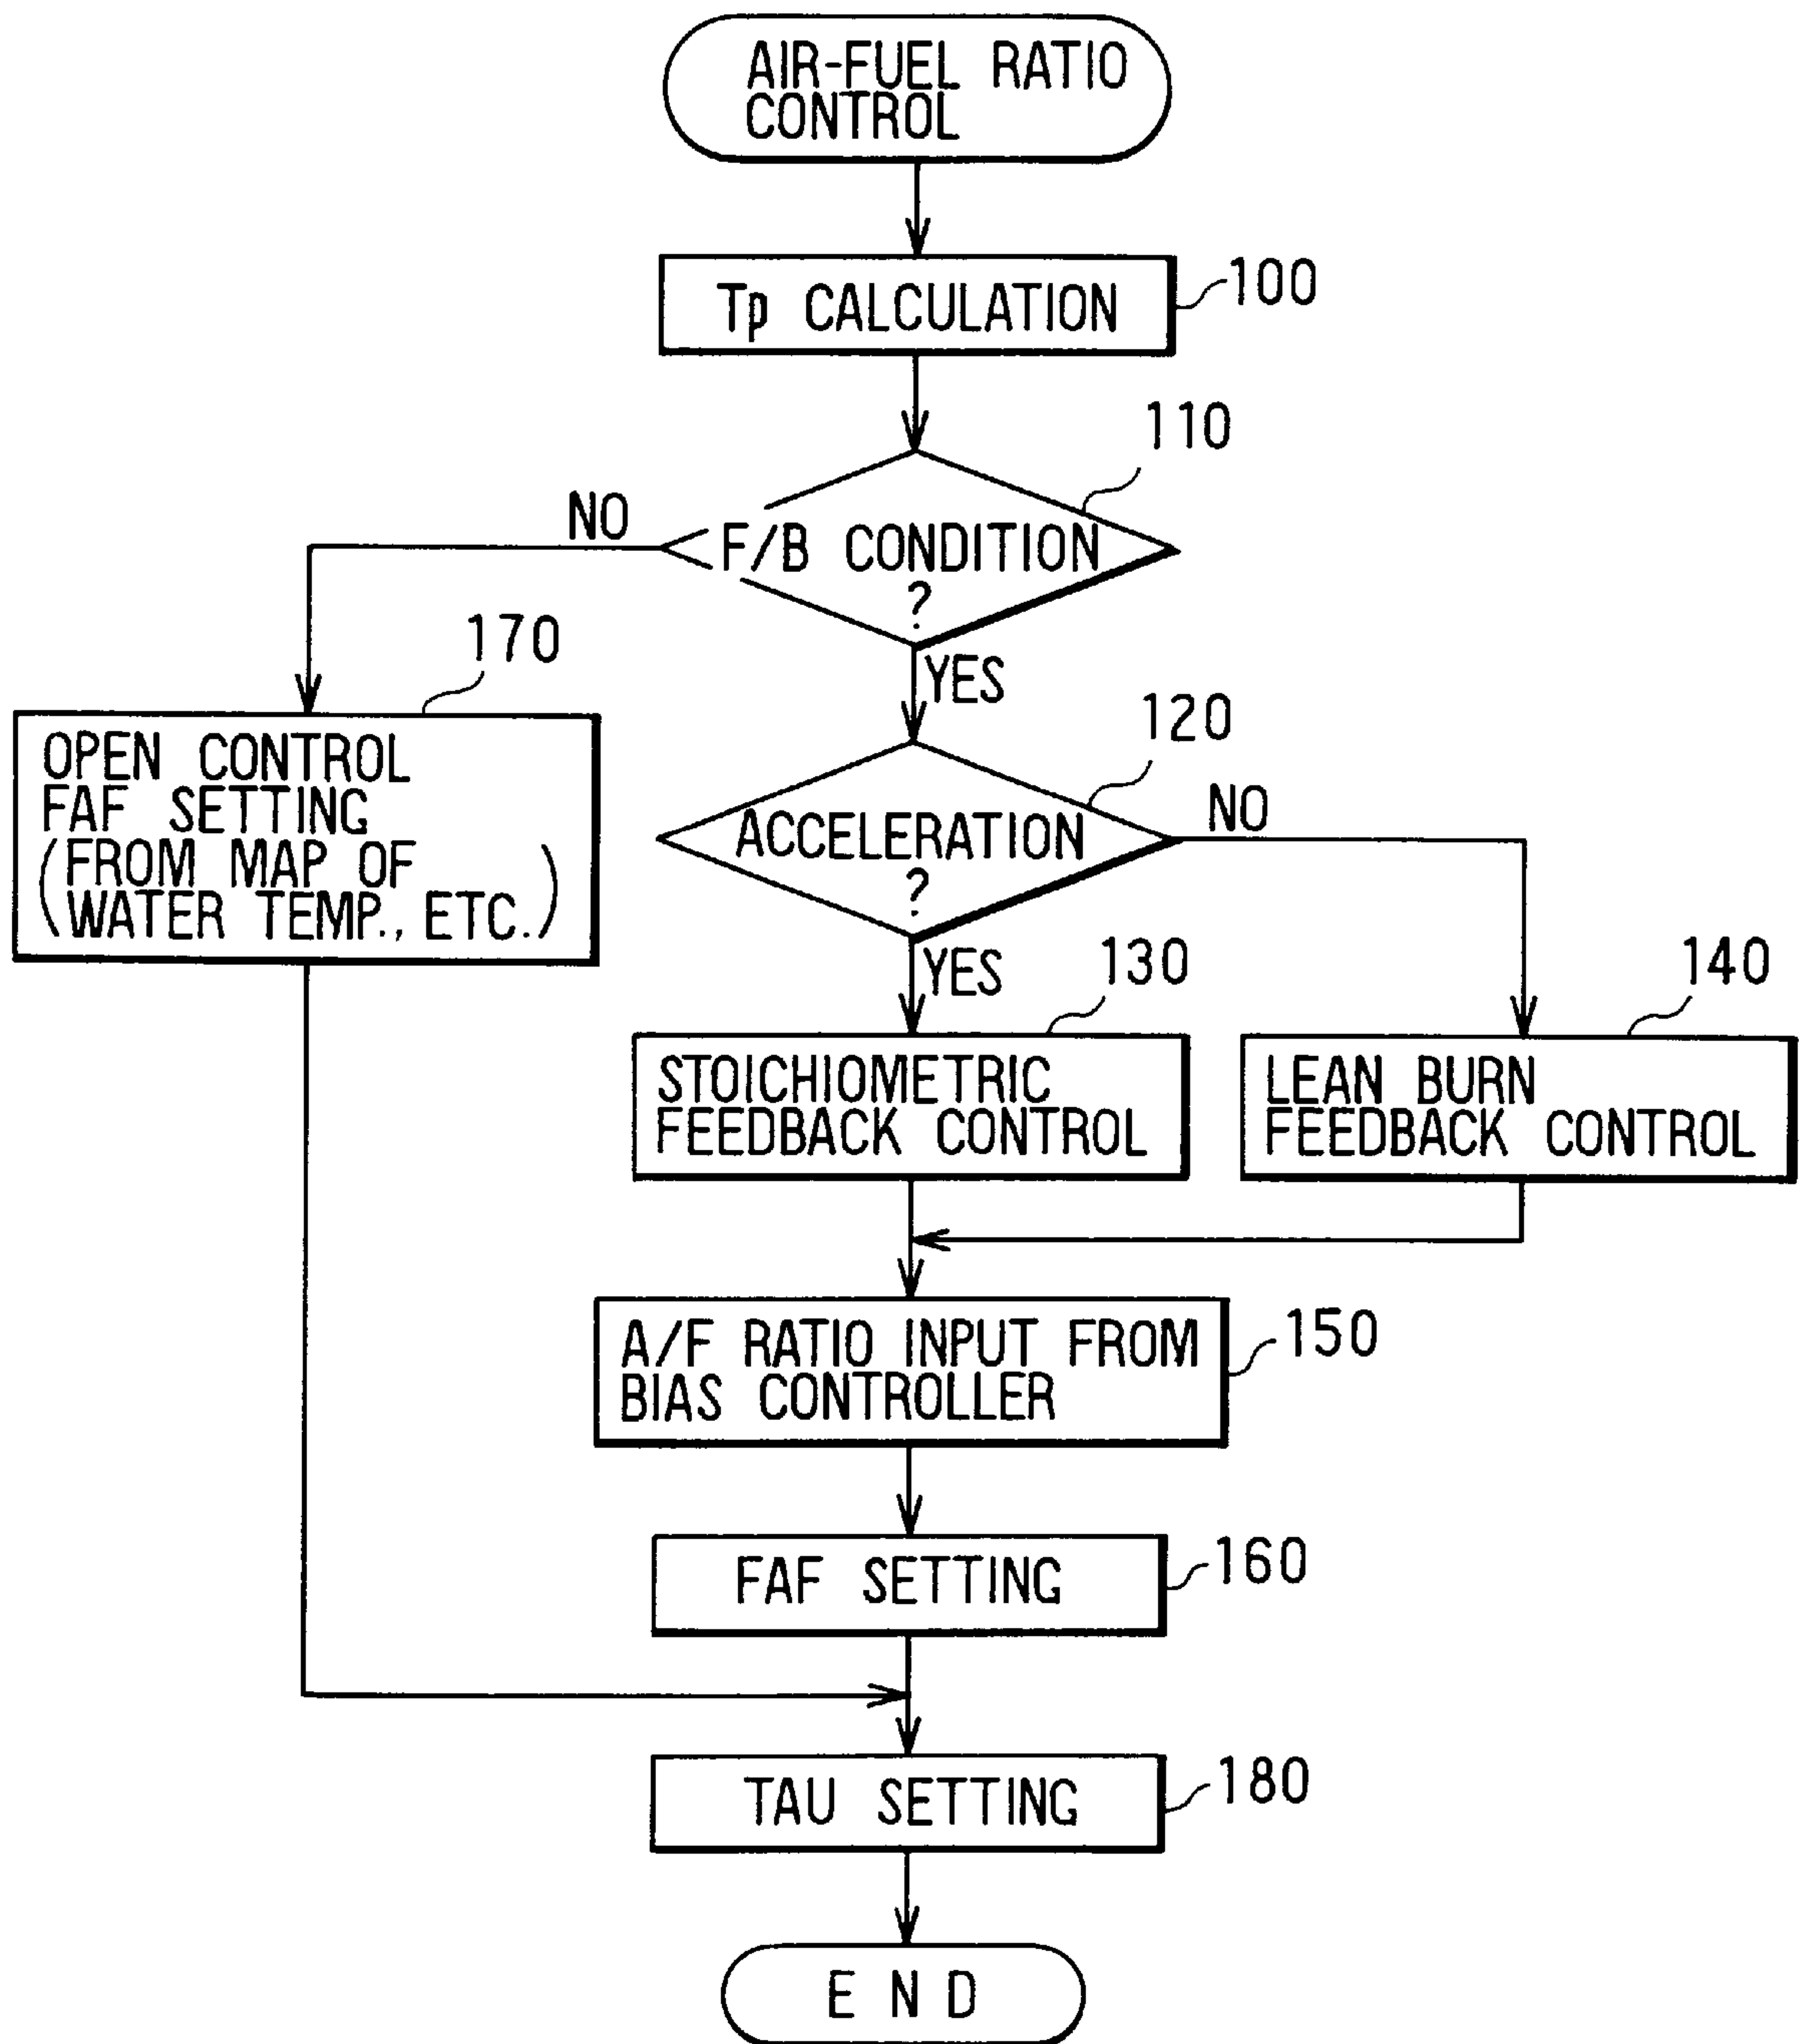 AIR-FUEL RATIO
CONTROL
Tp CALCULATION
100
110
NO
F/B CONDITION
?
YES
170
OPEN CONTROL
FAF SETTING
(FROM MAP OF
WATER TEMP., ETC.)
120
NO
ACCELERATION
?
YES
130
140
STOICHIOMETRIC
FEEDBACK CONTROL
LEAN BURN
FEEDBACK CONTROL
A/F RATIO INPUT FROM
BIAS CONTROLLER
150
FAF SETTING
160
TAU SETTING
180
END